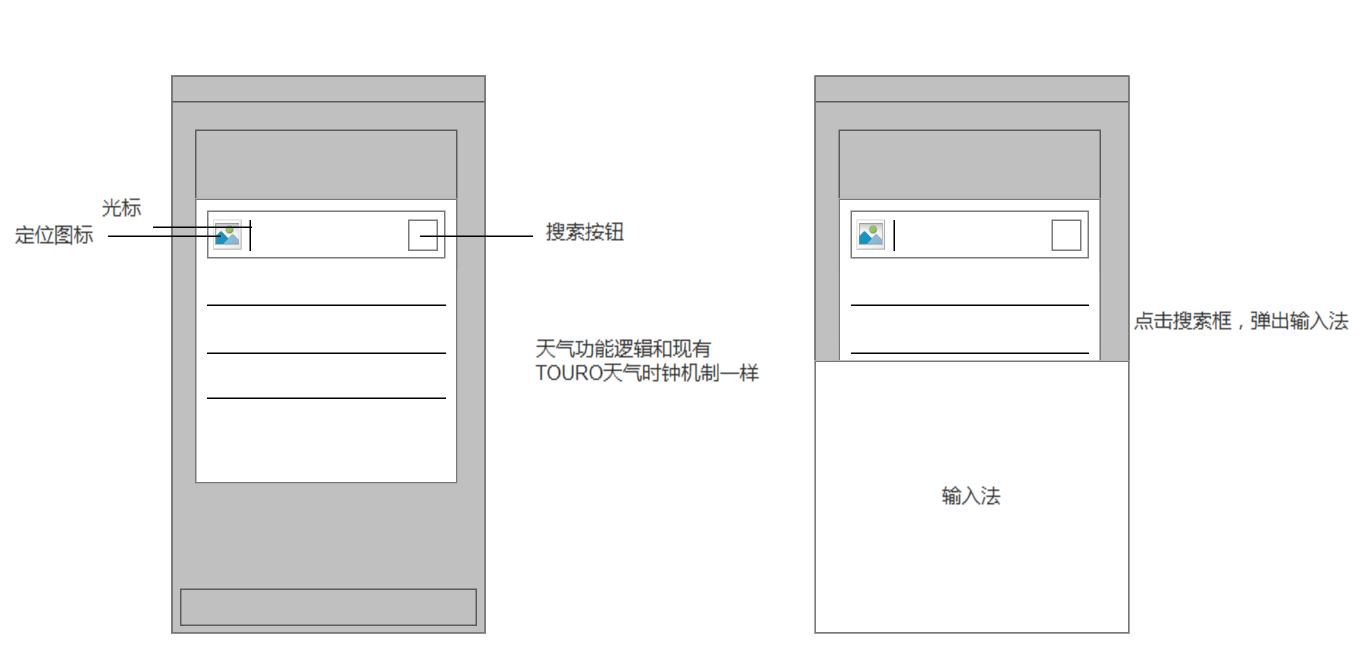 光标
定位图标
搜索按钮
天气功能逻辑和现有
TOURO天气时钟机制一样
点击搜索框，弹出输入法
输入法